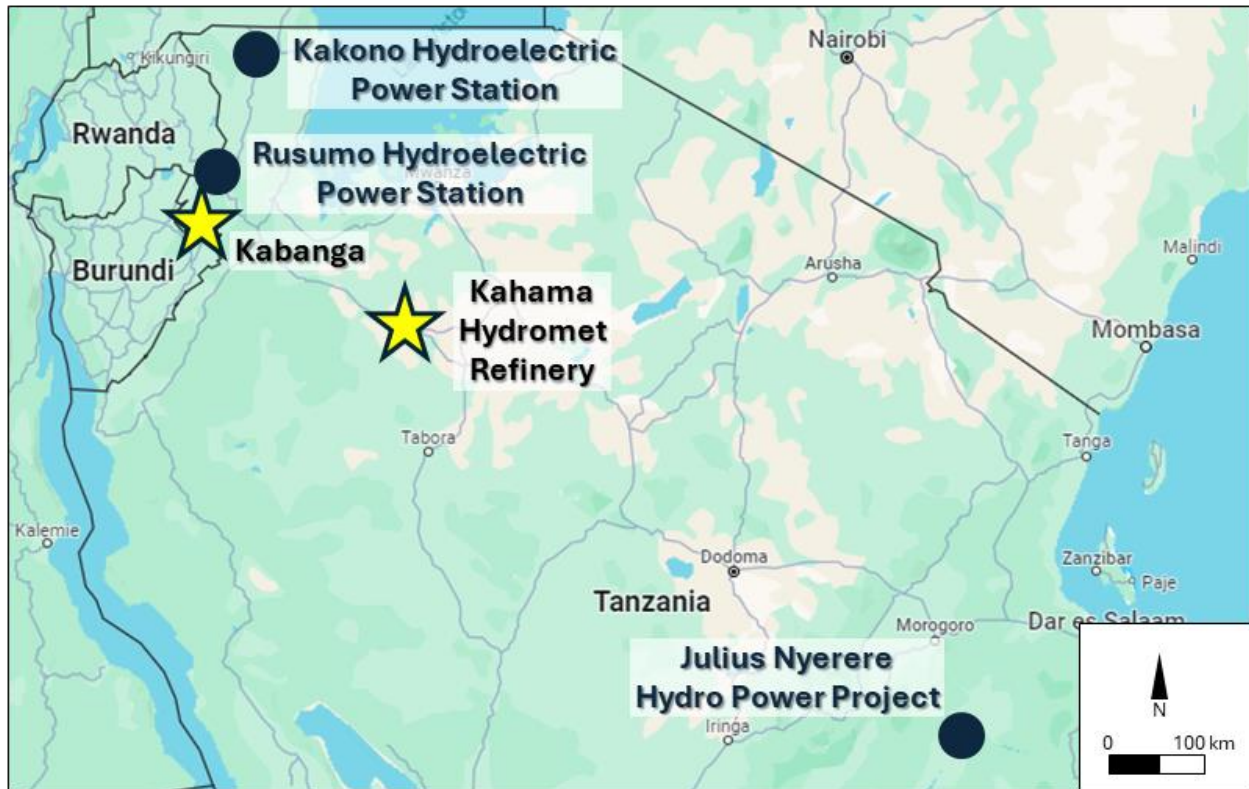 Nairobi
Kikungiri
Kakono Hydroelectric
Power Station
Rwanda
Rusumo Hydroelectric
Power Station
Mwanza
Malindi
Kabanga
Burundi
Arusha
Kahama
Hydromet
Refinery
Mombasa
Tabora
Tanga
Kalemie
Dodoma
Zanzibar
Paje
Tanzania
Morogoro
Dar es Salaam
Julius Nyerere
Hydro Power Project
Iringa
N
0 100 km